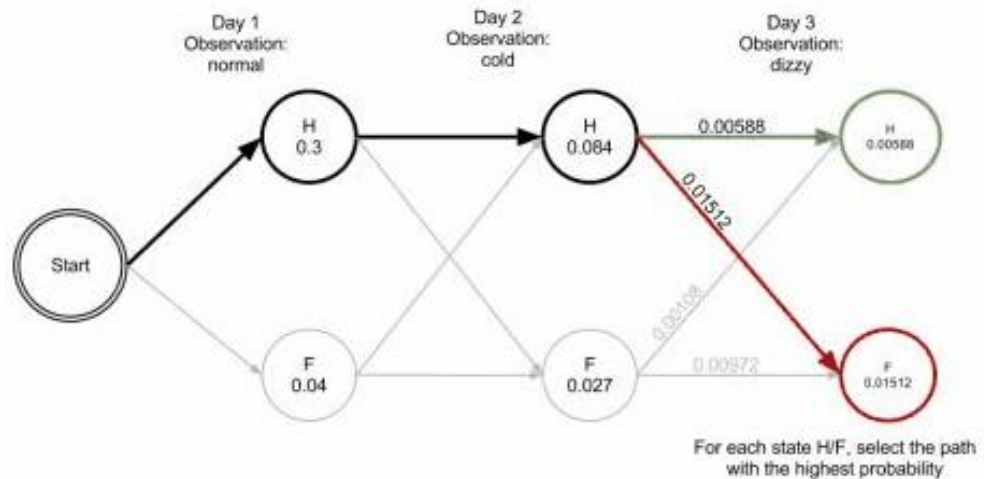 Day 1
Observation:
normal
Day 2
Observation:
cold
Day 3
Observation:
dizzy
H
0.3
H
0.084
0.00588
H
0.00588
0.01512
Start
0.00108
F
0.04
F
0.027
0.00972
F
0.01512
For each state H/F, select the path
with the highest probability